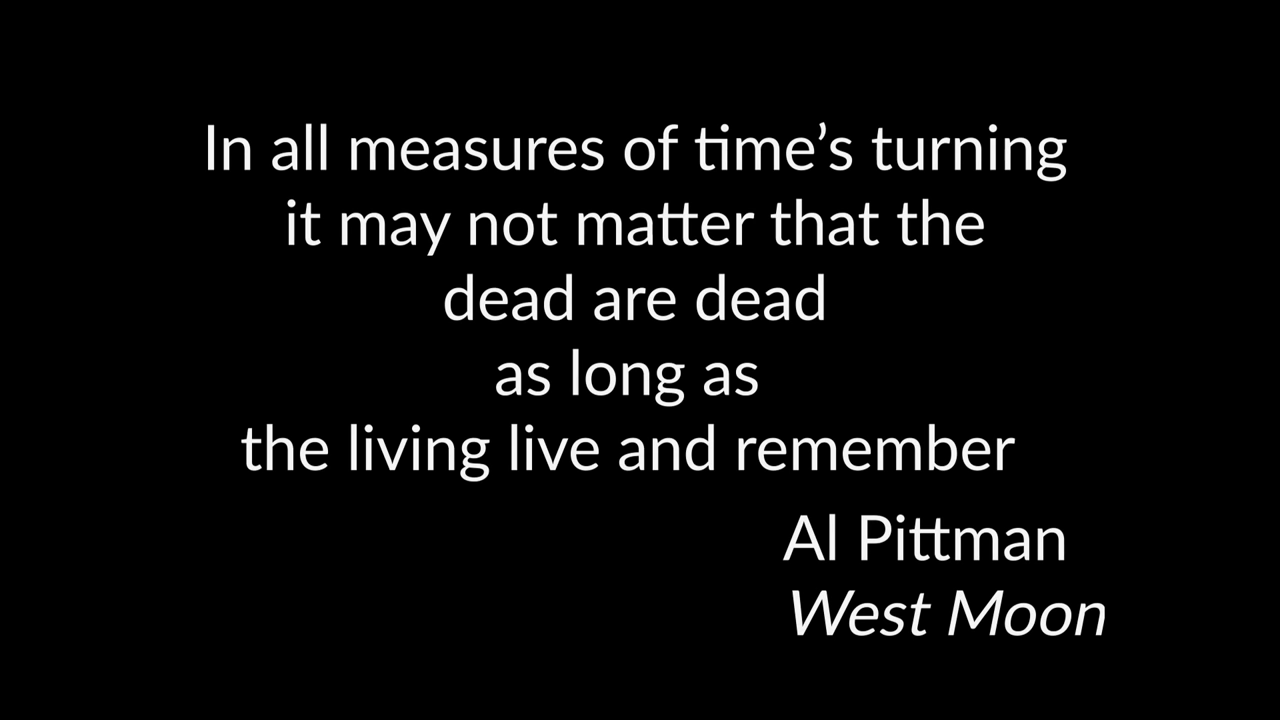 In all measures of time’s turning
it may not matter that the
dead are dead
as long as
the living live and remember
Al Pittman
West Moon